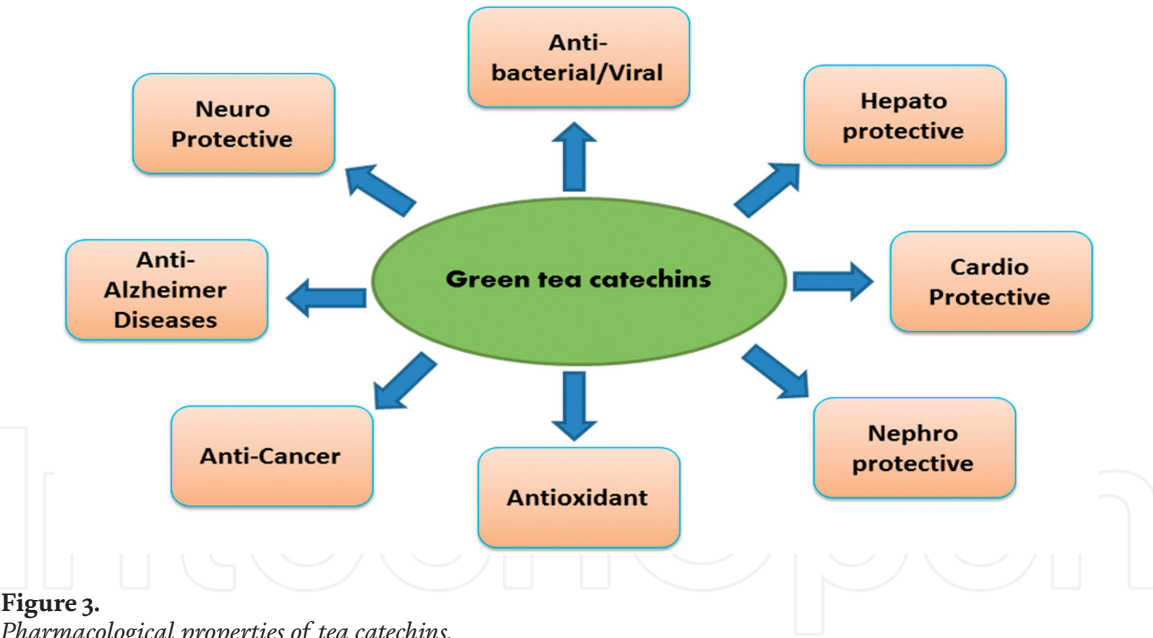 Anti-
bacterial/Viral
Neuro
Protective
Hepato
protective
Anti-
Alzheimer
Diseases
Green tea catechins
Cardio
Protective
Anti-Cancer
Antioxidant
Nephro
protective
IntechOpen
Figure 3.
Pharmacological properties of tea catechins.